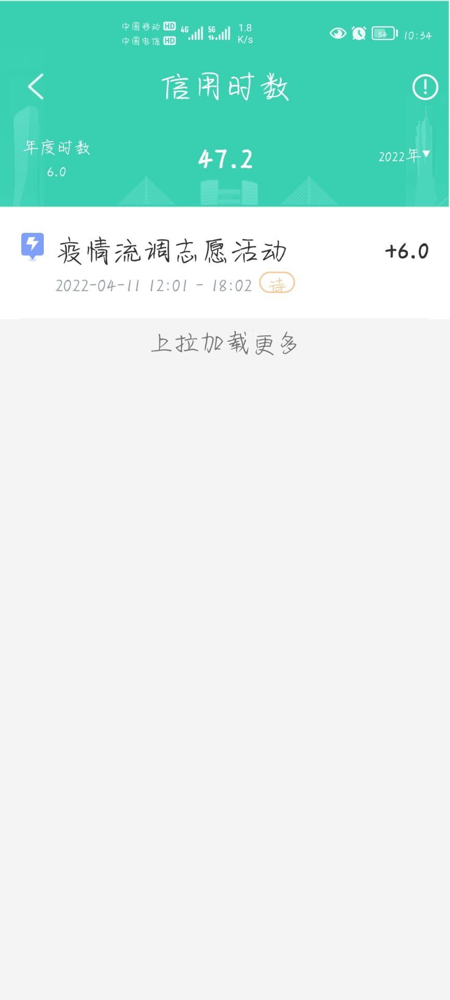 中国移动 HD 4G 5G 1.8
中国电信 HD K/s 54 10:34
信用时数
年度时数
6.0
47.2
2022年
疫情流调志愿活动 +6.0
2022-04-11 12:01 - 18:02 待
上拉加载更多